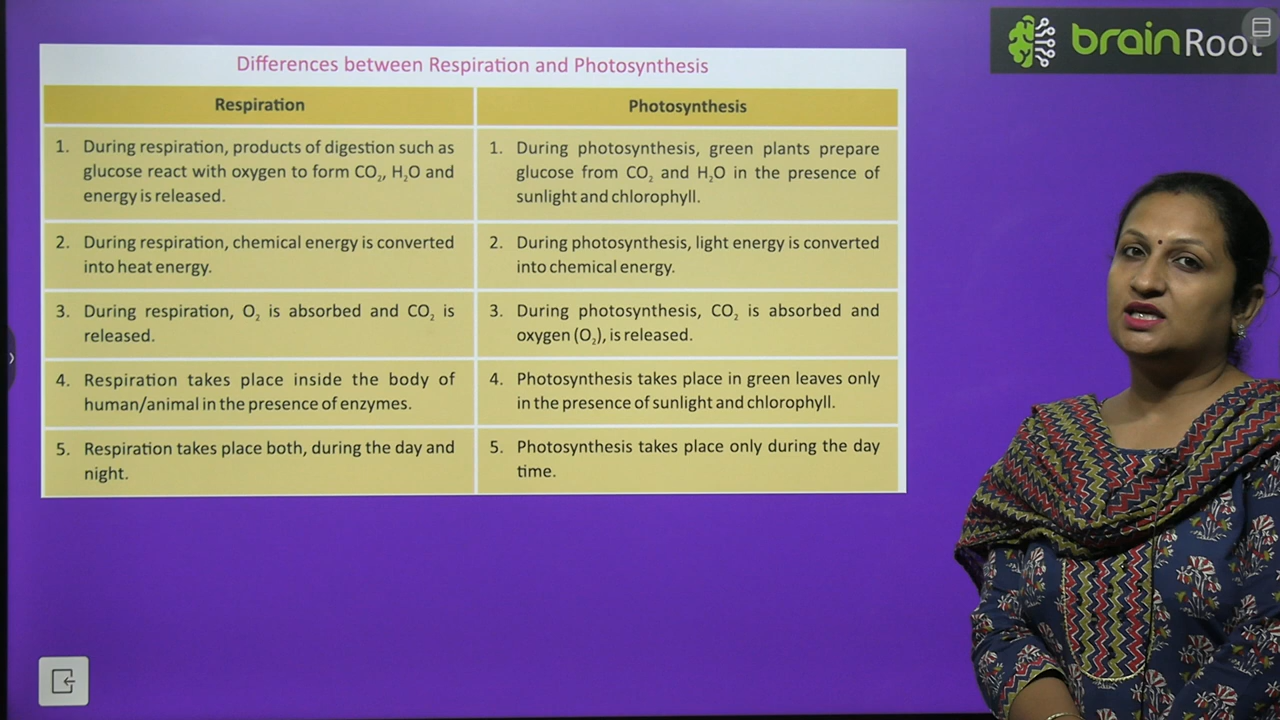 brainRoot
Differences between Respiration and Photosynthesis
Respiration
Photosynthesis
1. During respiration, products of digestion such as
glucose react with oxygen to form CO₂, H₂O and
energy is released.
1. During photosynthesis, green plants prepare
glucose from CO₂ and H₂O in the presence of
sunlight and chlorophyll.
2. During respiration, chemical energy is converted
into heat energy.
2. During photosynthesis, light energy is converted
into chemical energy.
3. During respiration, O₂ is absorbed and CO₂ is
released.
3. During photosynthesis, CO₂ is absorbed and
oxygen (O₂), is released.
4. Respiration takes place inside the body of
human/animal in the presence of enzymes.
4. Photosynthesis takes place in green leaves only
in the presence of sunlight and chlorophyll.
5. Respiration takes place both, during the day and
night.
5. Photosynthesis takes place only during the day
time.